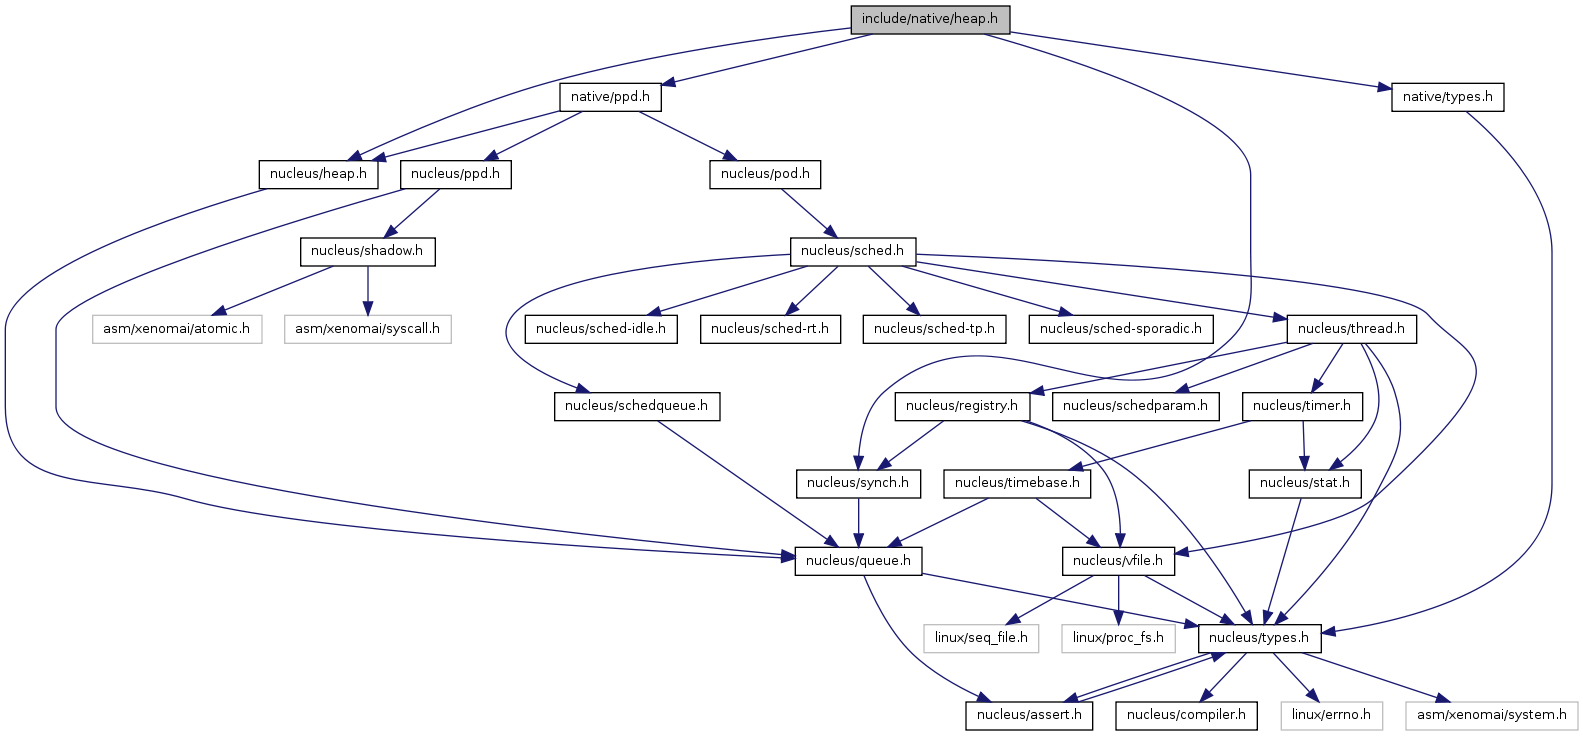 include/native/heap.h
native/ppd.h
native/types.h
nucleus/heap.h
nucleus/ppd.h
nucleus/pod.h
nucleus/shadow.h
nucleus/sched.h
asm/xenomai/atomic.h
asm/xenomai/syscall.h
nucleus/sched-idle.h
nucleus/sched-rt.h
nucleus/sched-tp.h
nucleus/sched-sporadic.h
nucleus/thread.h
nucleus/schedqueue.h
nucleus/registry.h
nucleus/schedparam.h
nucleus/timer.h
nucleus/synch.h
nucleus/timebase.h
nucleus/stat.h
nucleus/queue.h
nucleus/vfile.h
linux/seq_file.h
linux/proc_fs.h
nucleus/types.h
nucleus/assert.h
nucleus/compiler.h
linux/errno.h
asm/xenomai/system.h